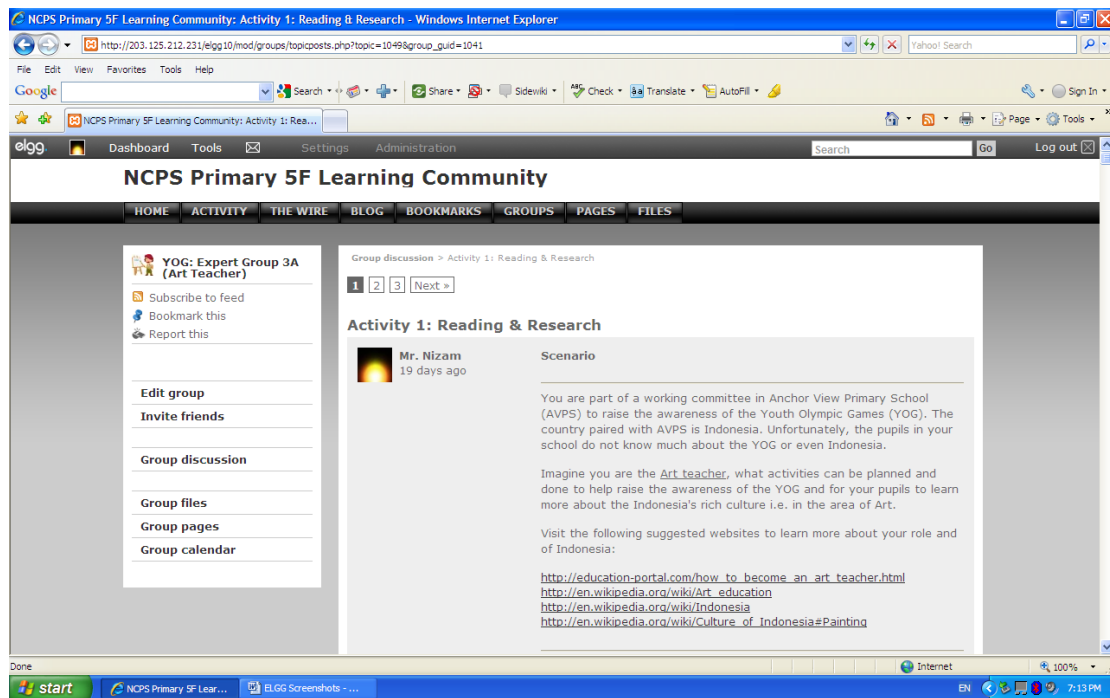 NCPS Primary 5F Learning Community: Activity 1: Reading & Research - Windows Internet Explorer
http://203.125.212.231/elgg10/mod/groups/topicposts.php?topic=1049&group_guid=1041
Yahoo! Search
File Edit View Favorites Tools Help
Google Search Share Sidewiki Check Translate AutoFill Sign In
NCPS Primary 5F Learning Community: Activity 1: Rea... Page Tools
elgg Dashboard Tools Settings Administration Search Go Log out
NCPS Primary 5F Learning Community
HOME ACTIVITY THE WIRE BLOG BOOKMARKS GROUPS PAGES FILES
YOG: Expert Group 3A
(Art Teacher)
Subscribe to feed
Bookmark this
Report this
Edit group
Invite friends
Group discussion
Group files
Group pages
Group calendar
Group discussion > Activity 1: Reading & Research
1 2 3 Next »
Activity 1: Reading & Research
Mr. Nizam
19 days ago
Scenario
You are part of a working committee in Anchor View Primary School
(AVPS) to raise the awareness of the Youth Olympic Games (YOG). The
country paired with AVPS is Indonesia. Unfortunately, the pupils in your
school do not know much about the YOG or even Indonesia.
Imagine you are the Art teacher, what activities can be planned and
done to help raise the awareness of the YOG and for your pupils to learn
more about the Indonesia's rich culture i.e. in the area of Art.
Visit the following suggested websites to learn more about your role and
of Indonesia:
http://education-portal.com/how_to_become_an_art_teacher.html
http://en.wikipedia.org/wiki/Art_education
http://en.wikipedia.org/wiki/Indonesia
http://en.wikipedia.org/wiki/Culture_of_Indonesia#Painting
Done Internet 100%
start NCPS Primary 5F Lear... ELGG Screenshots - ... EN 7:13 PM